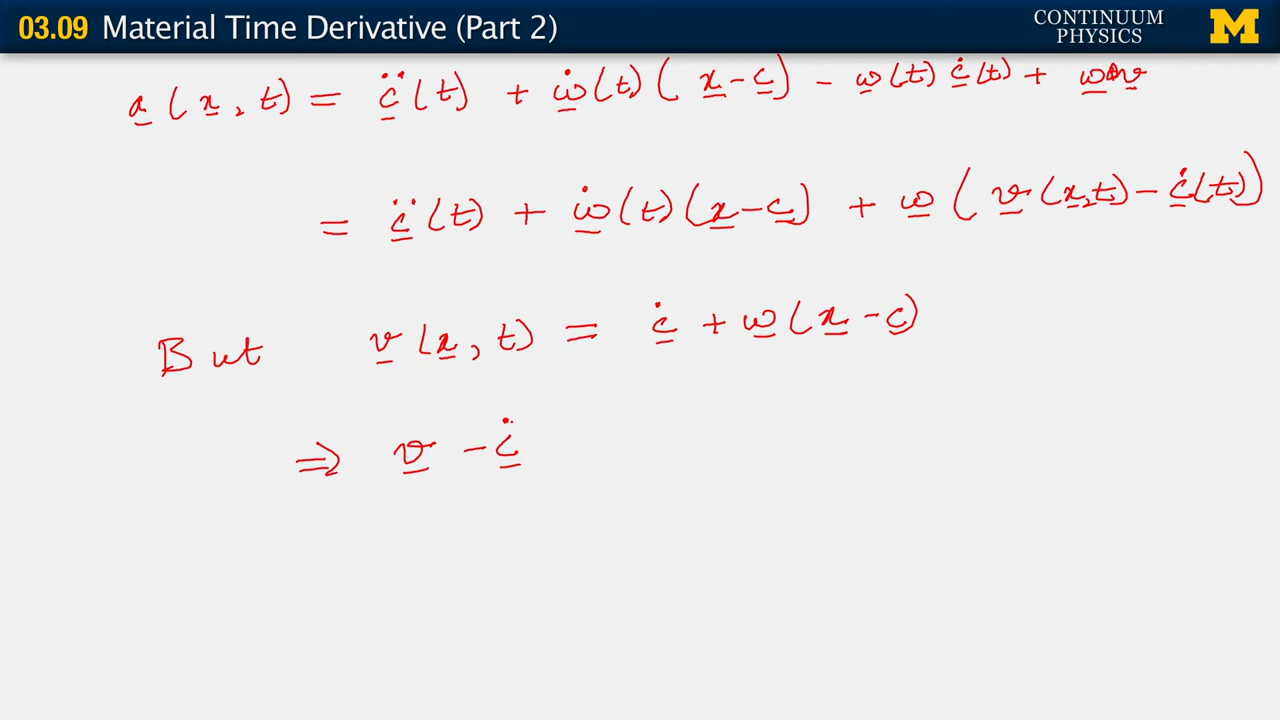 03.09 Material Time Derivative (Part 2)
CONTINUUM PHYSICS
M
a̲(x̲, t) = c̲̈(t) + ω̲̇(t)(x̲ - c̲) - ω̲(t) ċ̲(t) + ω̲ v̲
= c̲̈(t) + ω̲̇(t)(x̲ - c̲) + ω̲(v̲(x̲,t) - ċ̲(t))
But v̲(x̲, t) = ċ̲ + ω̲(x̲ - c̲)
⇒ v̲ - ċ̲